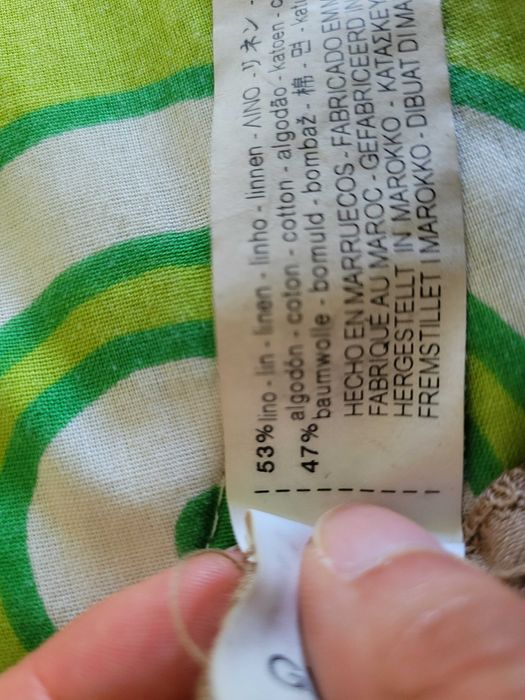 53% lino - lin - linen - linho - linnen - ΛΙΝΟ - リネン -
47% algodón - coton - cotton - algodão - katoen -
baumwolle - bomuld - bombaž - 棉 - 면 -
HECHO EN MARRUECOS - FABRICADO EM
FABRIQUÉ AU MAROC - GEFABRICEERD IN
HERGESTELLT IN MAROKKO - ΚΑΤΑΣΚΕΥ
FREMSTILLET I MAROKKO - DIBUAT DI MA